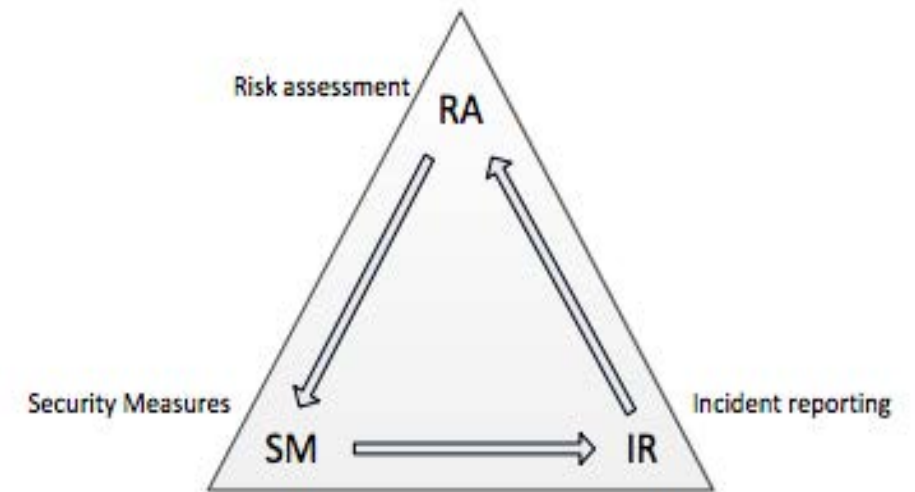 Risk assessment
RA
Security Measures
Incident reporting
SM
IR